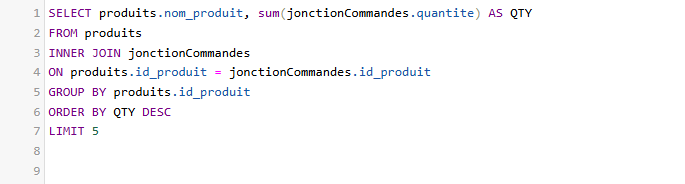 1 SELECT produits.nom_produit, sum(jonctionCommandes.quantite) AS QTY
2 FROM produits
3 INNER JOIN jonctionCommandes
4 ON produits.id_produit = jonctionCommandes.id_produit
5 GROUP BY produits.id_produit
6 ORDER BY QTY DESC
7 LIMIT 5
8
9